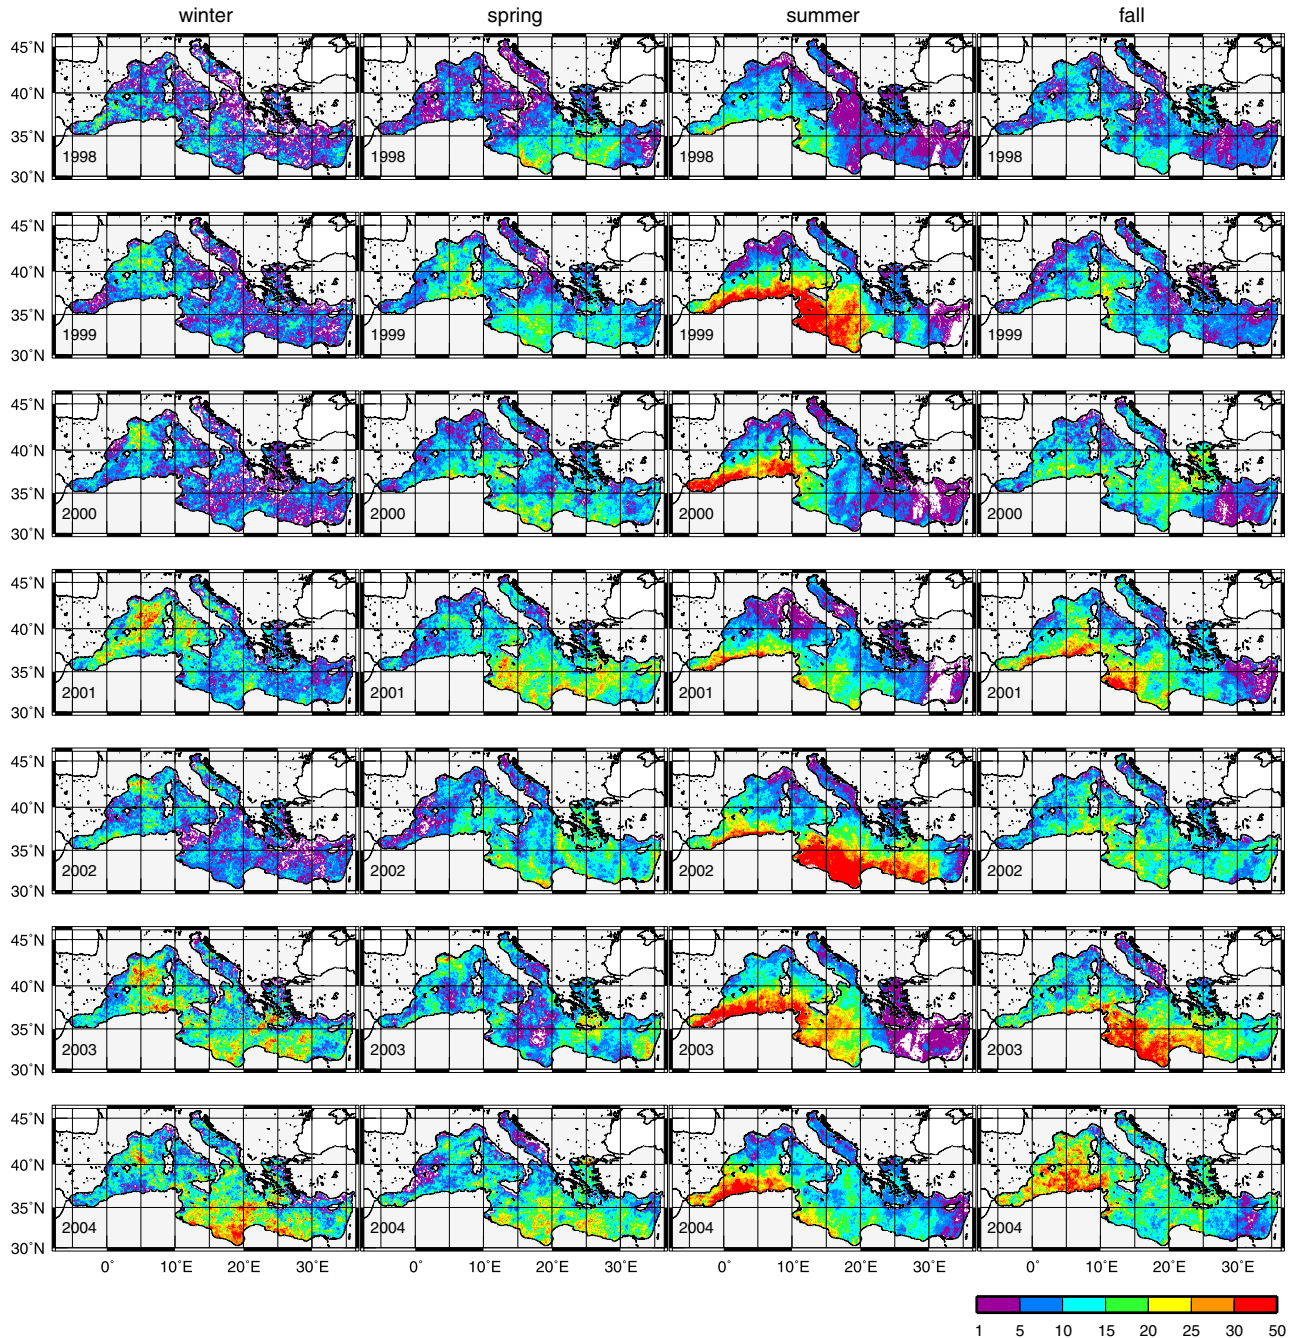 winter spring summer fall
45°N
40°N
35°N
30°N
1998 1998 1998 1998
45°N
40°N
35°N
30°N
1999 1999 1999 1999
45°N
40°N
35°N
30°N
2000 2000 2000 2000
45°N
40°N
35°N
30°N
2001 2001 2001 2001
45°N
40°N
35°N
30°N
2002 2002 2002 2002
45°N
40°N
35°N
30°N
2003 2003 2003 2003
45°N
40°N
35°N
30°N
2004 2004 2004 2004
0° 10°E 20°E 30°E 0° 10°E 20°E 30°E 0° 10°E 20°E 30°E 0° 10°E 20°E 30°E
1 5 10 15 20 25 30 50